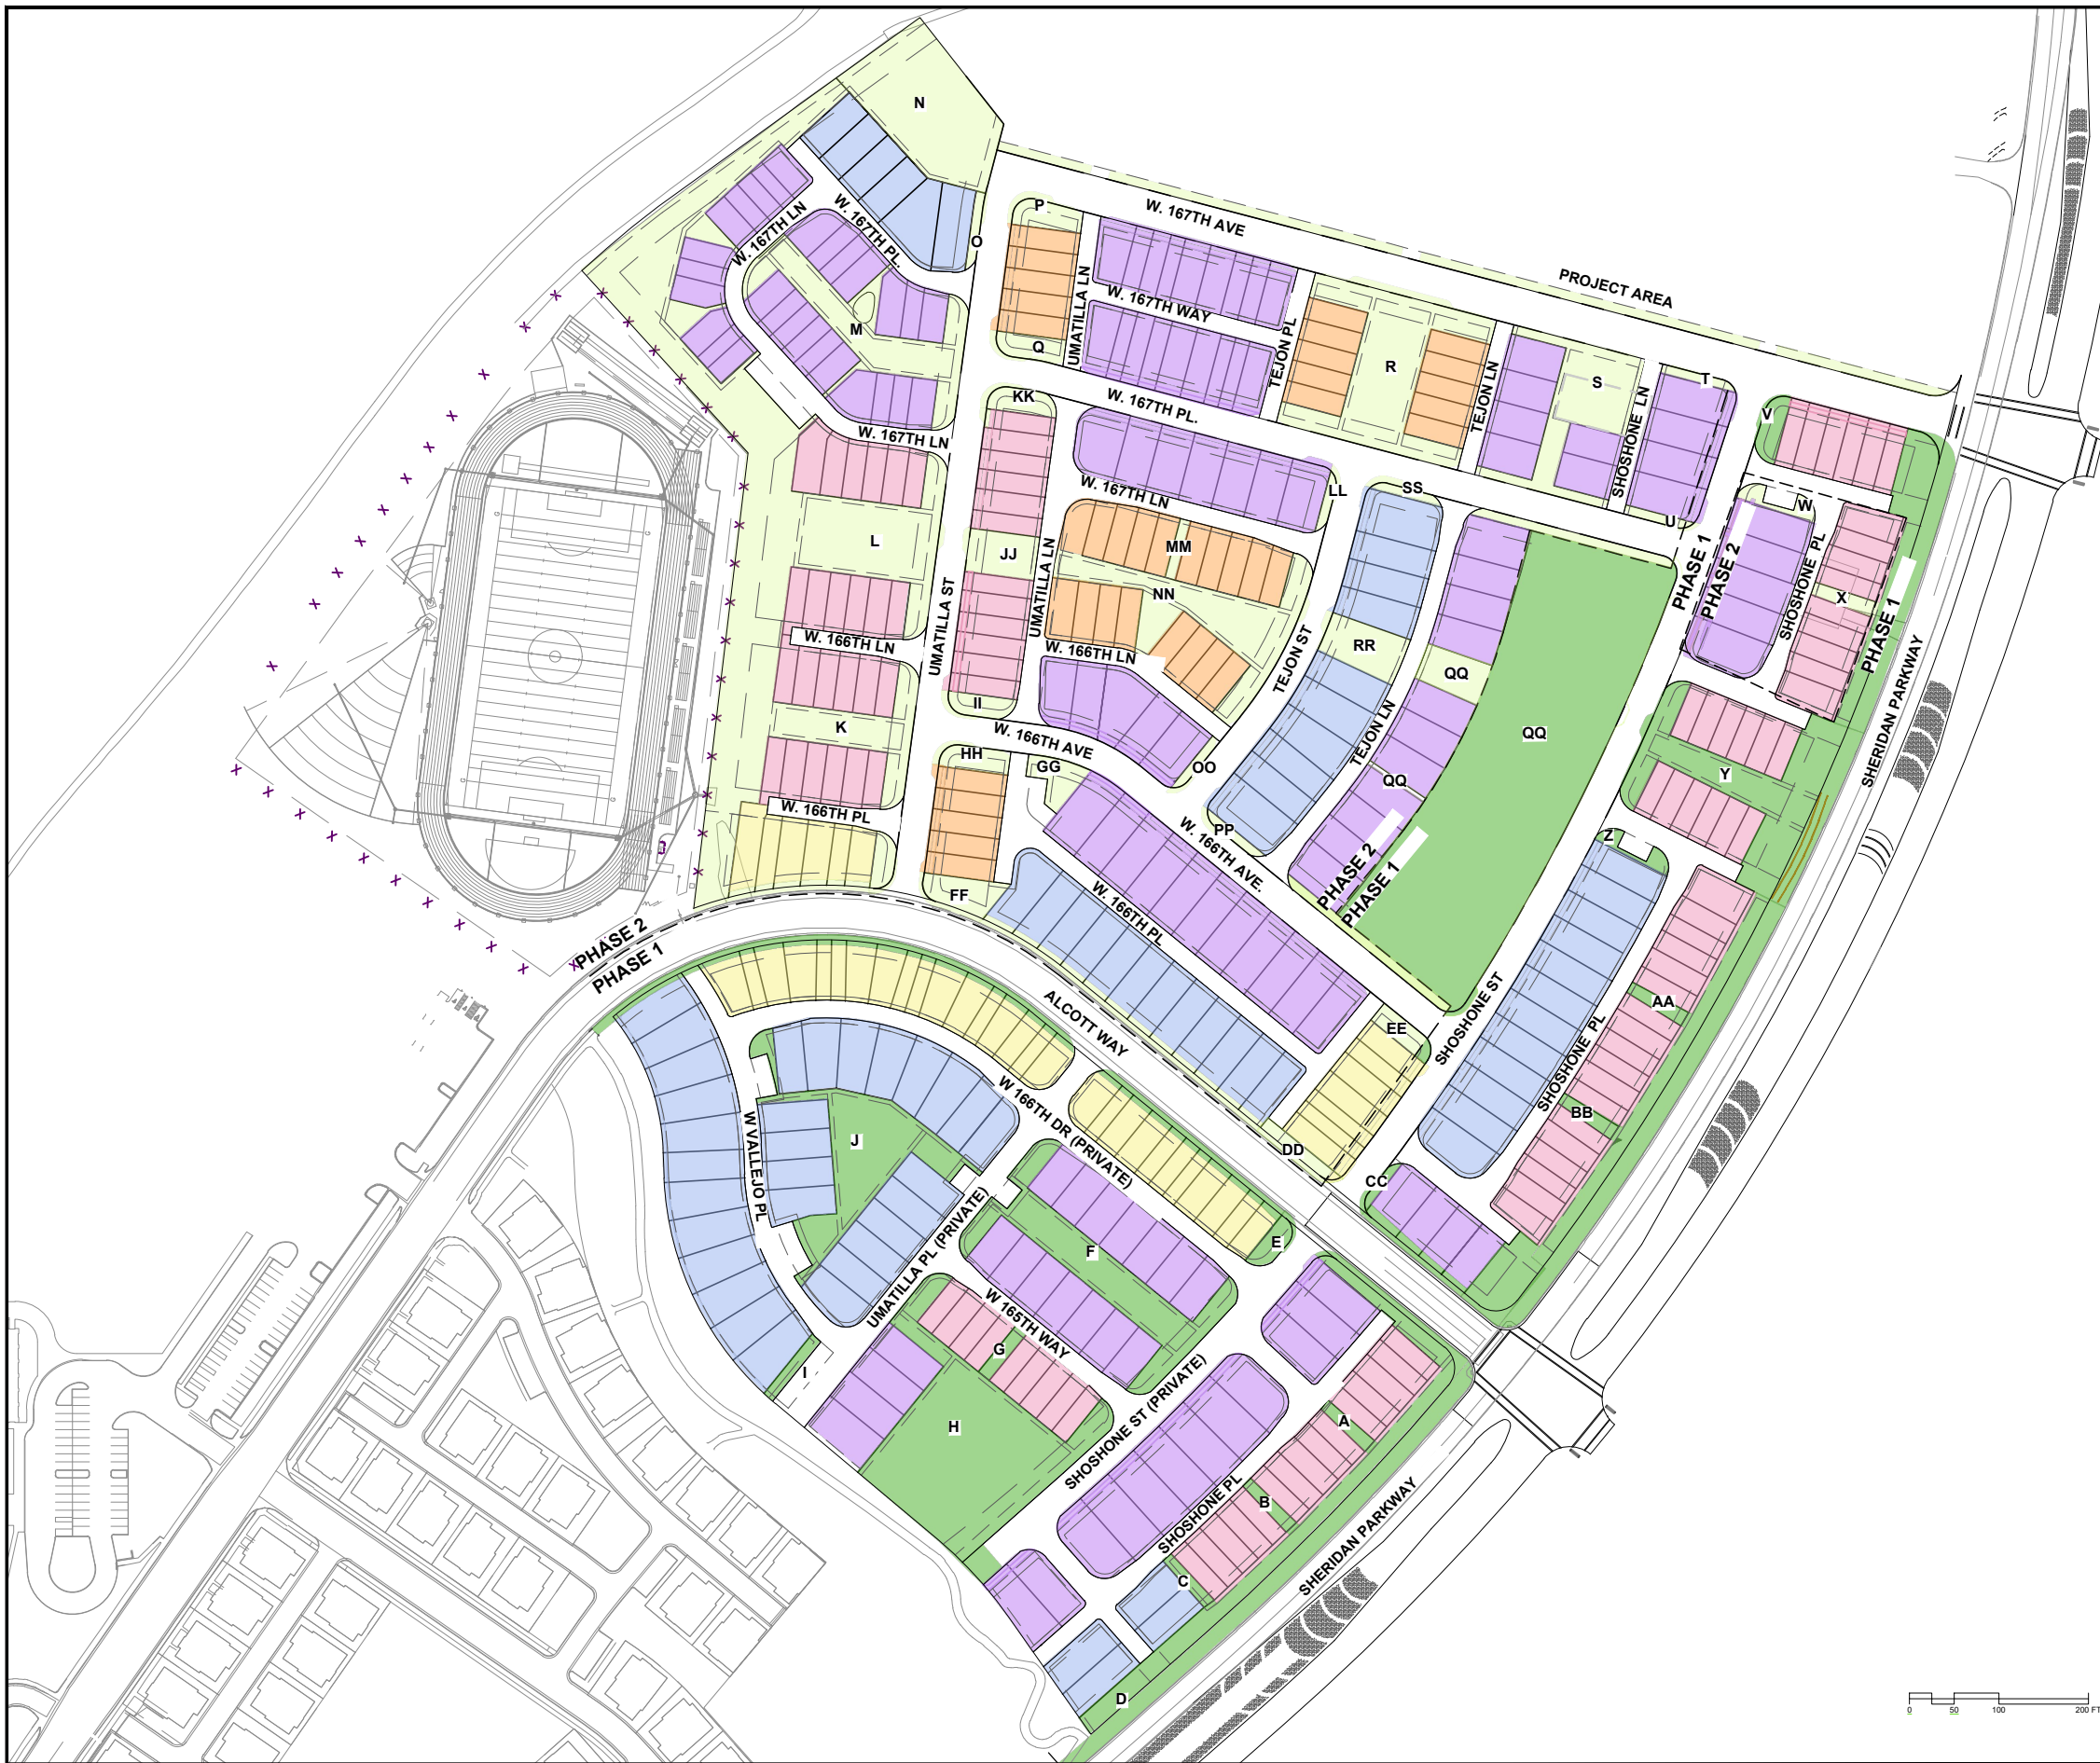 N
W. 167TH AVE
PROJECT AREA
P
O
W. 167TH LN
W. 167TH PL.
M
Q
UMATILLA LN
W. 167TH WAY
TEJON PL
R
TEJON LN
S
SHOSHONE LN
T
U
V
W
KK
W. 167TH PL.
W. 167TH LN
L
JJ
UMATILLA ST
UMATILLA LN
W. 167TH LN
LL
SS
MM
NN
W. 166TH LN
W. 166TH LN
TEJON ST
RR
QQ
QQ
PHASE 1
PHASE 2
SHOSHONE PL
X
PHASE 1
SHERIDAN PARKWAY
II
K
W. 166TH AVE
HH
GG
OO
TEJON LN
QQ
Y
W. 166TH PL
PP
W. 166TH AVE.
PHASE 2
PHASE 1
Z
FF
W. 166TH PL
PHASE 2
PHASE 1
ALCOTT WAY
EE
SHOSHONE ST
AA
SHOSHONE PL
BB
W 166TH DR (PRIVATE)
J
W VALLEJO PL
DD
CC
UMATILLA PL (PRIVATE)
F
E
W 165TH WAY
G
I
H
SHOSHONE ST (PRIVATE)
A
B
SHOSHONE PL
C
D
SHERIDAN PARKWAY
0 50 100 200 FT